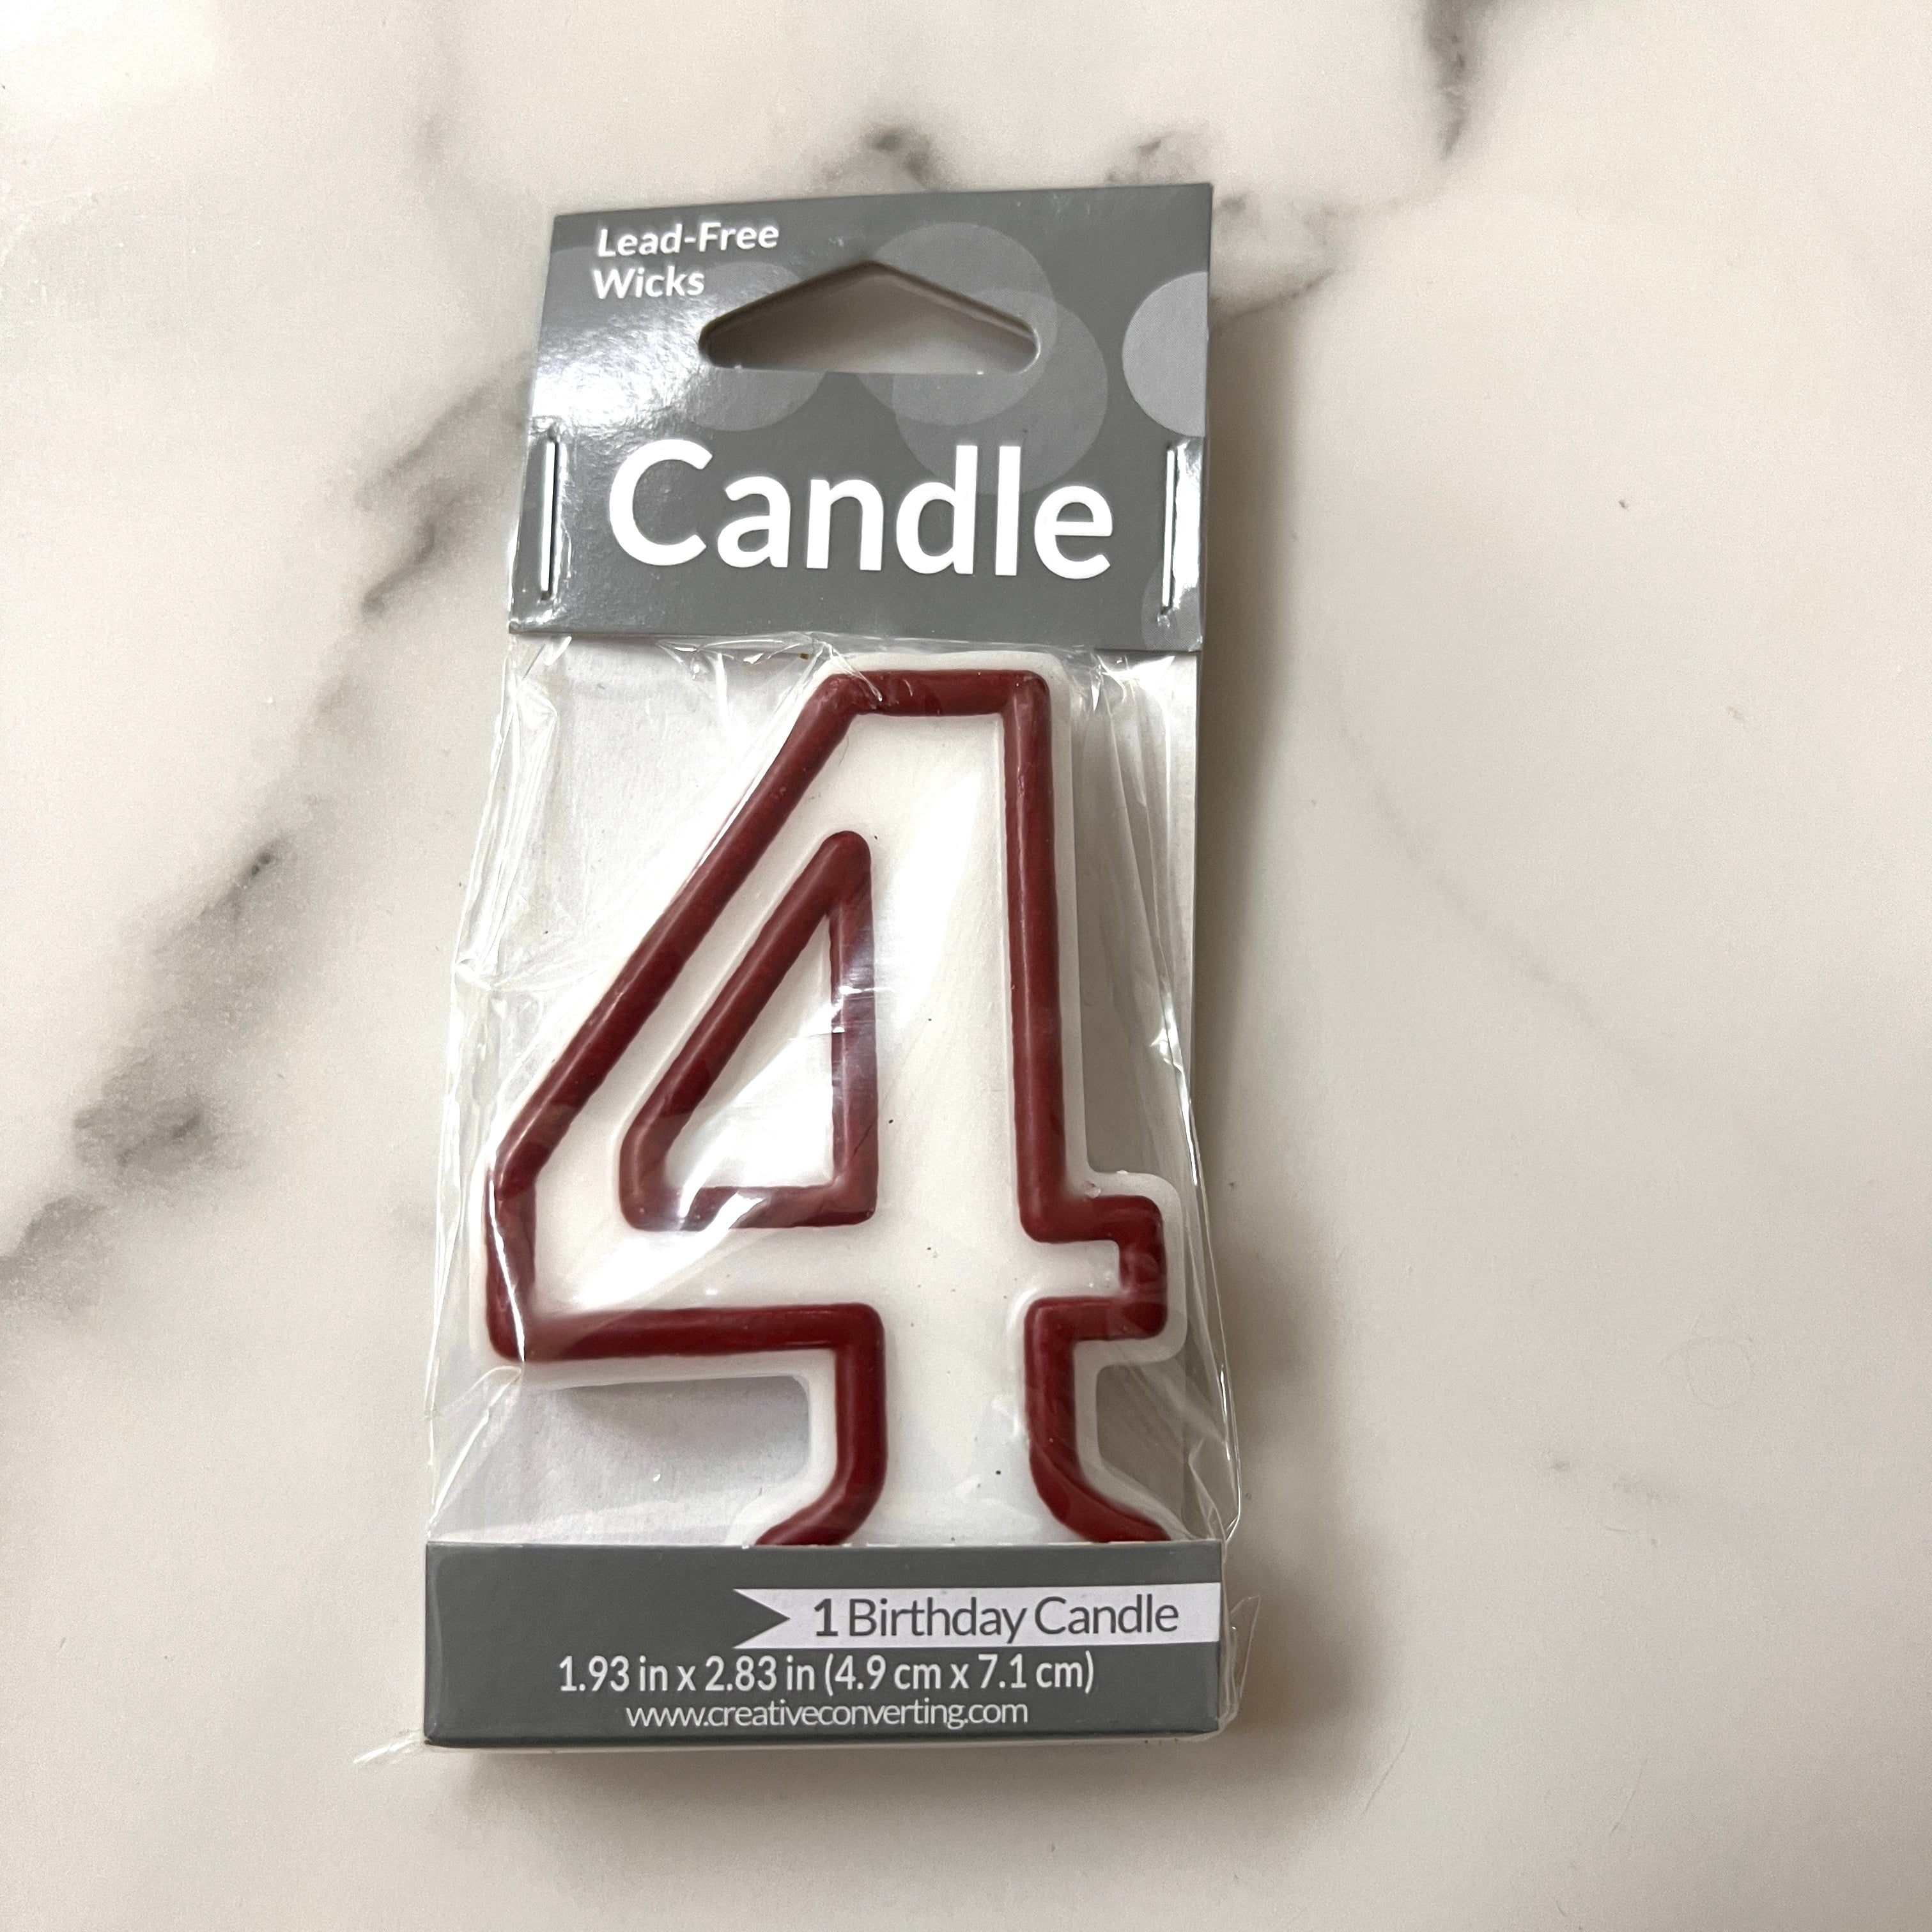 Lead-Free
Wicks
Candle
4
1 Birthday Candle
1.93 in x 2.83 in (4.9 cm x 7.1 cm)
www.creativeconverting.com